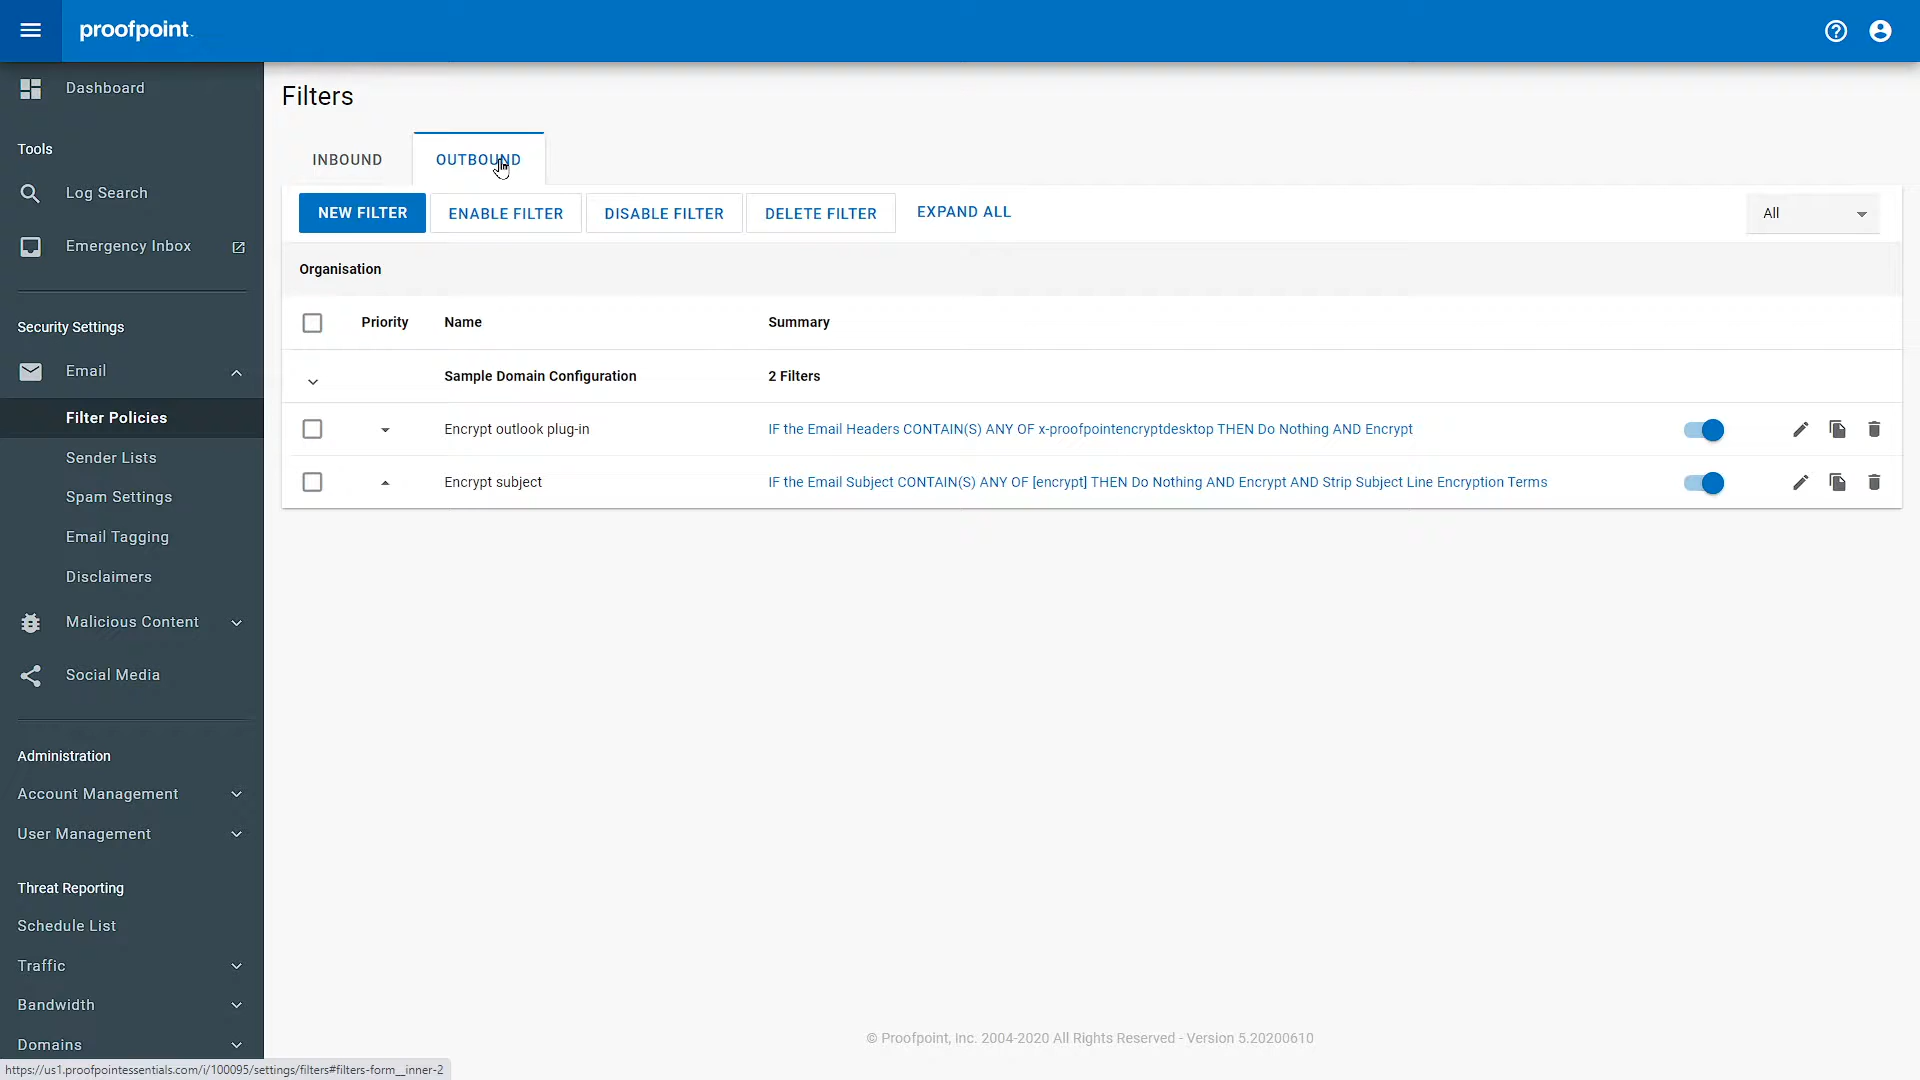 proofpoint.
Dashboard
Tools
Log Search
Emergency Inbox
Security Settings
Email
Filter Policies
Sender Lists
Spam Settings
Email Tagging
Disclaimers
Malicious Content
Social Media
Administration
Account Management
User Management
Threat Reporting
Schedule List
Traffic
Bandwidth
Domains
Filters
INBOUND
OUTBOUND
NEW FILTER
ENABLE FILTER
DISABLE FILTER
DELETE FILTER
EXPAND ALL
All
Organisation
Priority Name Summary
Sample Domain Configuration 2 Filters
Encrypt outlook plug-in IF the Email Headers CONTAIN(S) ANY OF x-proofpointencryptdesktop THEN Do Nothing AND Encrypt
Encrypt subject IF the Email Subject CONTAIN(S) ANY OF [encrypt] THEN Do Nothing AND Encrypt AND Strip Subject Line Encryption Terms
© Proofpoint, Inc. 2004-2020 All Rights Reserved - Version 5.20200610
https://us1.proofpointessentials.com/i/100095/settings/filters#filters-form__inner-2